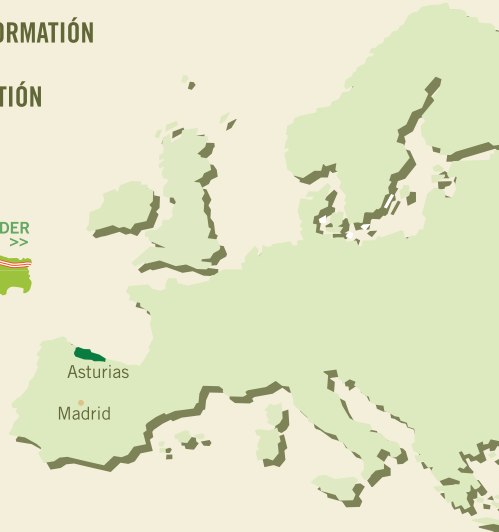 ORMATIÓN
TIÓN
DER
>>
Asturias
Madrid